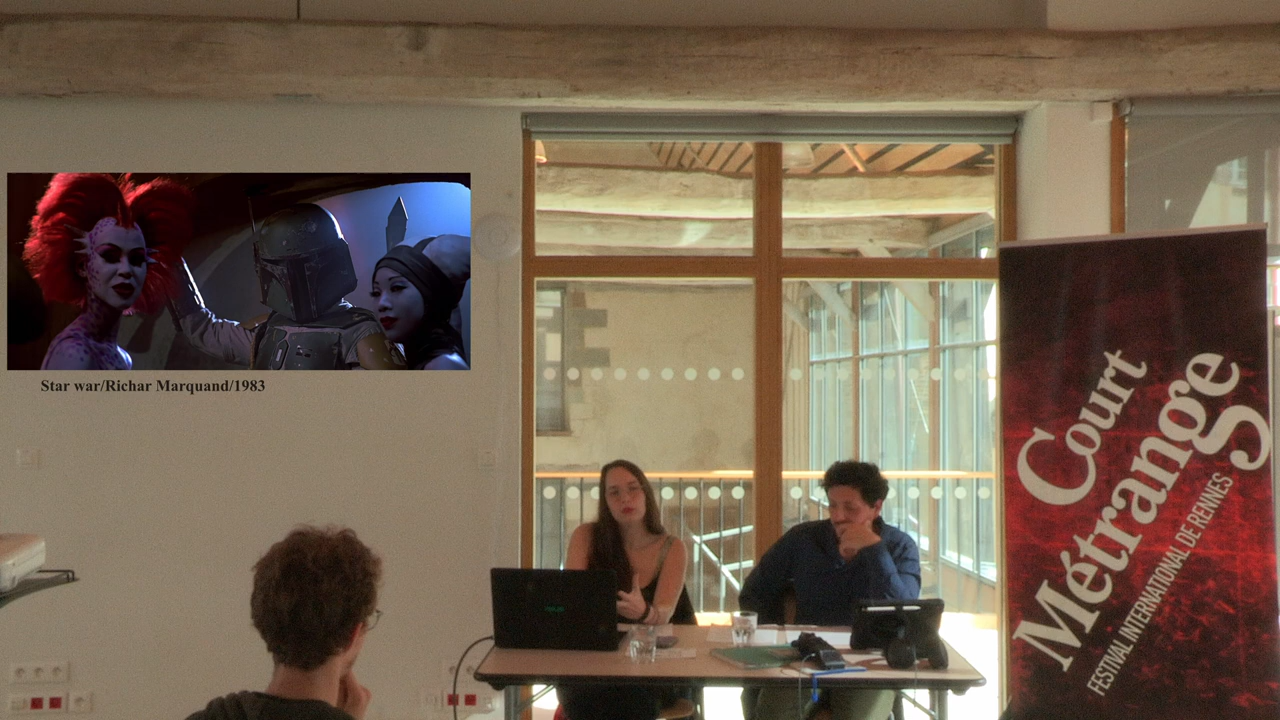 Star war/Richar Marquand/1983
Court
Métrange
FESTIVAL INTERNATIONAL DE RENNES